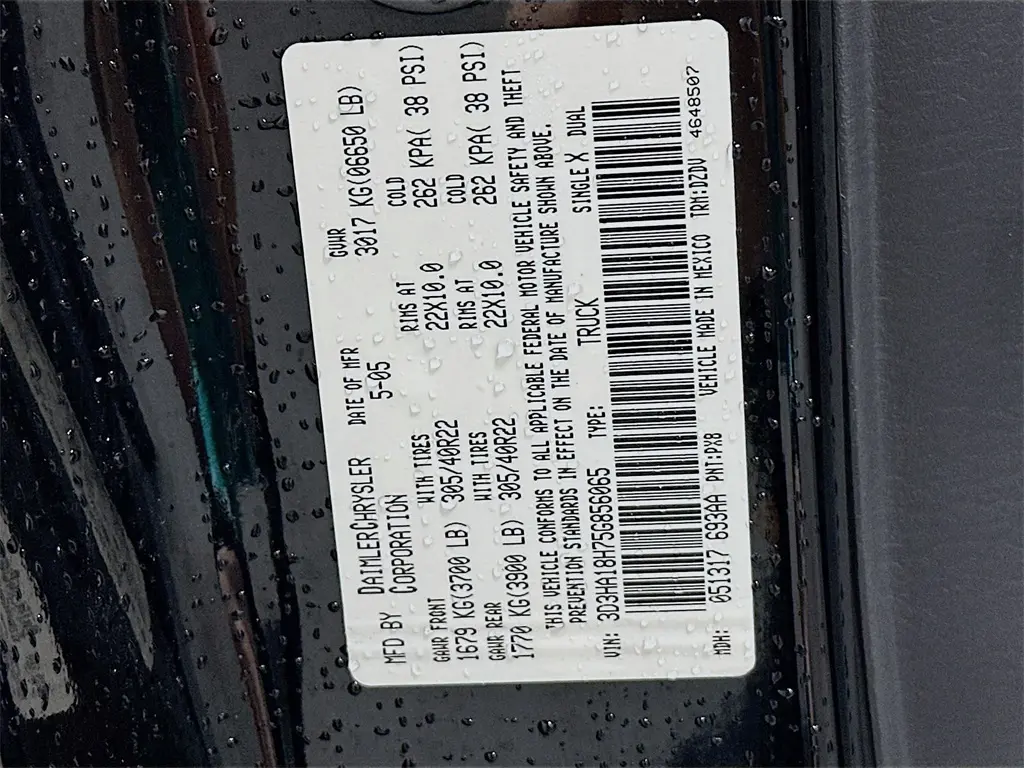 MFD BY DAIMLERCHRYSLER CORPORATION DATE OF MFR 5-05 GVWR 3017 KG(06650 LB)
GAWR FRONT WITH TIRES RIMS AT COLD
1679 KG(3700 LB) 305/40R22 22X10.0 262 KPA( 38 PSI)
GAWR REAR WITH TIRES RIMS AT COLD
1770 KG(3900 LB) 305/40R22 22X10.0 262 KPA( 38 PSI)
THIS VEHICLE CONFORMS TO ALL APPLICABLE FEDERAL MOTOR VEHICLE SAFETY AND THEFT
PREVENTION STANDARDS IN EFFECT ON THE DATE OF MANUFACTURE SHOWN ABOVE.
VIN: 3D3HA18H75G856065 TYPE: TRUCK SINGLE X DUAL
MDH: 051317 693AA PNT:PX8 VEHICLE MADE IN MEXICO TRM:DZDV 4648507